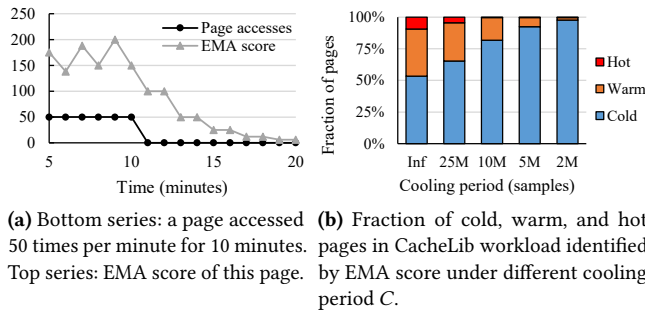 250
200
150
100
50
0
5
10
15
20
Time (minutes)
Page accesses
EMA score
(a) Bottom series: a page accessed
50 times per minute for 10 minutes.
Top series: EMA score of this page.
Fraction of pages
100%
75%
50%
25%
0%
Inf
25M
10M
5M
2M
Cooling period (samples)
Hot
Warm
Cold
(b) Fraction of cold, warm, and hot
pages in CacheLib workload identified
by EMA score under different cooling
period C.